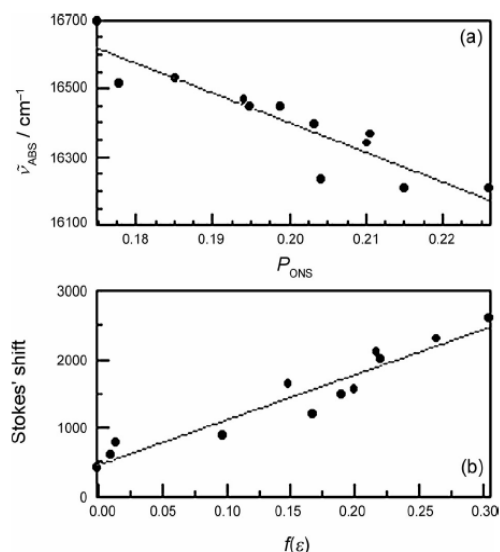 16700
16500
16300
16100
ν̃ABS / cm⁻¹
(a)
0.18 0.19 0.20 0.21 0.22
PONS
3000
2000
1000
0
Stokes' shift
(b)
0.00 0.05 0.10 0.15 0.20 0.25 0.30
f(ε)